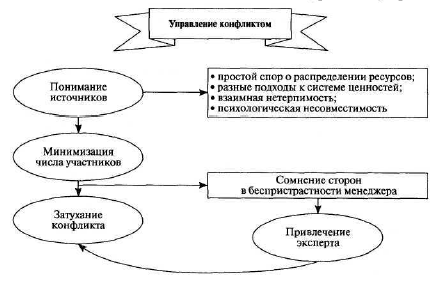 Управление конфликтом
Понимание
источников
• простой спор о распределении ресурсов;
• разные подходы к системе ценностей;
• взаимная нетерпимость;
• психологическая несовместимость
Минимизация
числа участников
Сомнение сторон
в беспристрастности менеджера
Затухание
конфликта
Привлечение
эксперта